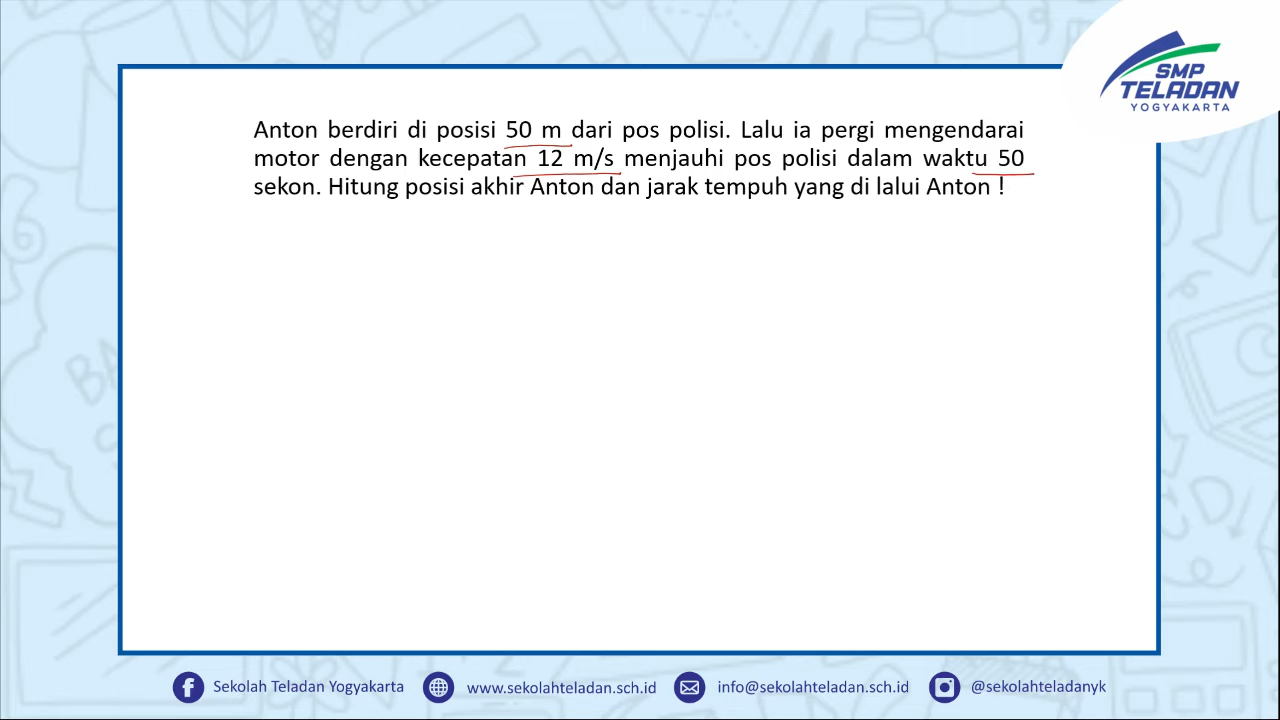 SMP
TELADAN
YOGYAKARTA
Anton berdiri di posisi 50 m dari pos polisi. Lalu ia pergi mengendarai
motor dengan kecepatan 12 m/s menjauhi pos polisi dalam waktu 50
sekon. Hitung posisi akhir Anton dan jarak tempuh yang di lalui Anton !
Sekolah Teladan Yogyakarta
www.sekolahteladan.sch.id
info@sekolahteladan.sch.id
@sekolahteladanyk